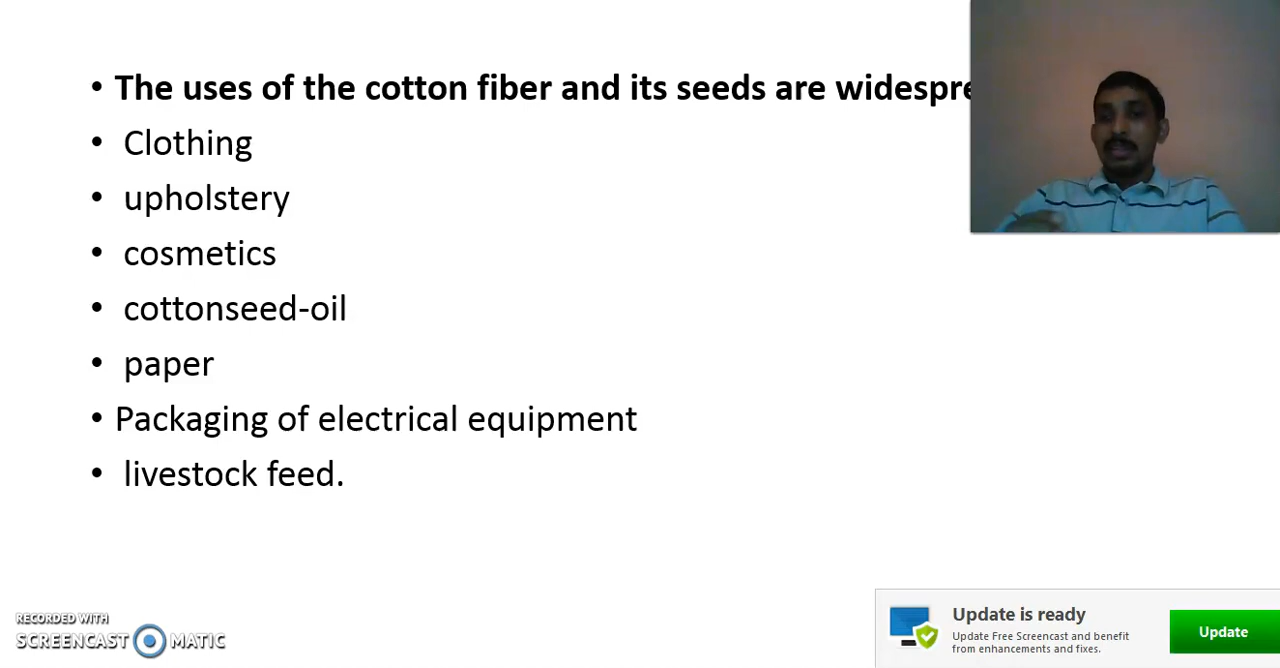 • The uses of the cotton fiber and its seeds are widespre
• Clothing
• upholstery
• cosmetics
• cottonseed-oil
• paper
• Packaging of electrical equipment
• livestock feed.
RECORDED WITH
SCREENCAST MATIC
Update is ready
Update Free Screencast and benefit
from enhancements and fixes.
Update